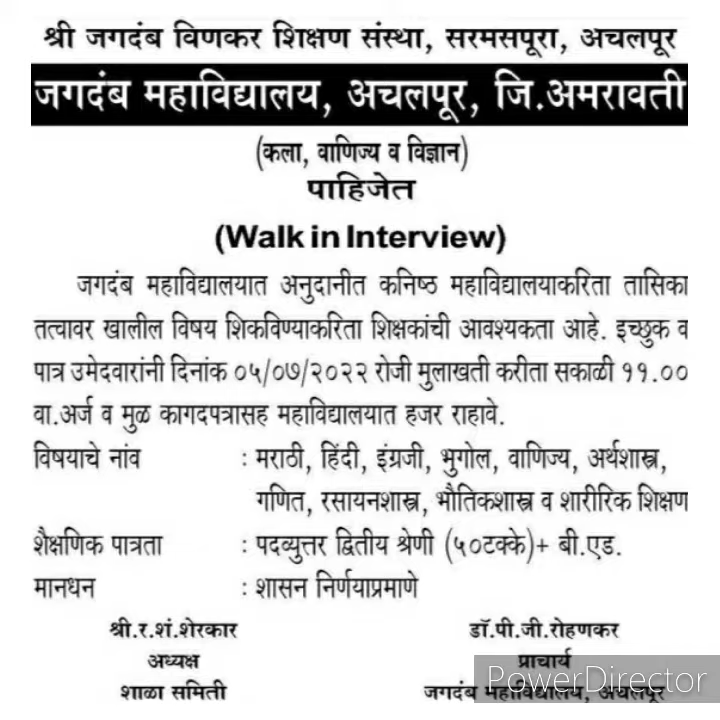 श्री जगदंब विणकर शिक्षण संस्था, सरमसपूरा, अचलपूर
जगदंब महाविद्यालय, अचलपूर, जि.अमरावती
(कला, वाणिज्य व विज्ञान)
पाहिजेत
(Walk in Interview)
जगदंब महाविद्यालयात अनुदानीत कनिष्ठ महाविद्यालयाकरिता तासिका
तत्वावर खालील विषय शिकविण्याकरिता शिक्षकांची आवश्यकता आहे. इच्छुक व
पात्र उमेदवारांनी दिनांक ०५/०७/२०२२ रोजी मुलाखती करीता सकाळी ११.००
वा.अर्ज व मुळ कागदपत्रासह महाविद्यालयात हजर राहावे.
विषयाचे नांव : मराठी, हिंदी, इंग्रजी, भुगोल, वाणिज्य, अर्थशास्त्र,
गणित, रसायनशास्त्र, भौतिकशास्त्र व शारीरिक शिक्षण
शैक्षणिक पात्रता : पदव्युत्तर द्वितीय श्रेणी (५०टक्के)+ बी.एड.
मानधन : शासन निर्णयाप्रमाणे
श्री.र.शं.शेरकार डॉ.पी.जी.रोहणकर
अध्यक्ष प्राचार्य
शाळा समिती जगदंब महाविद्यालय, अचलपूर
PowerDirector